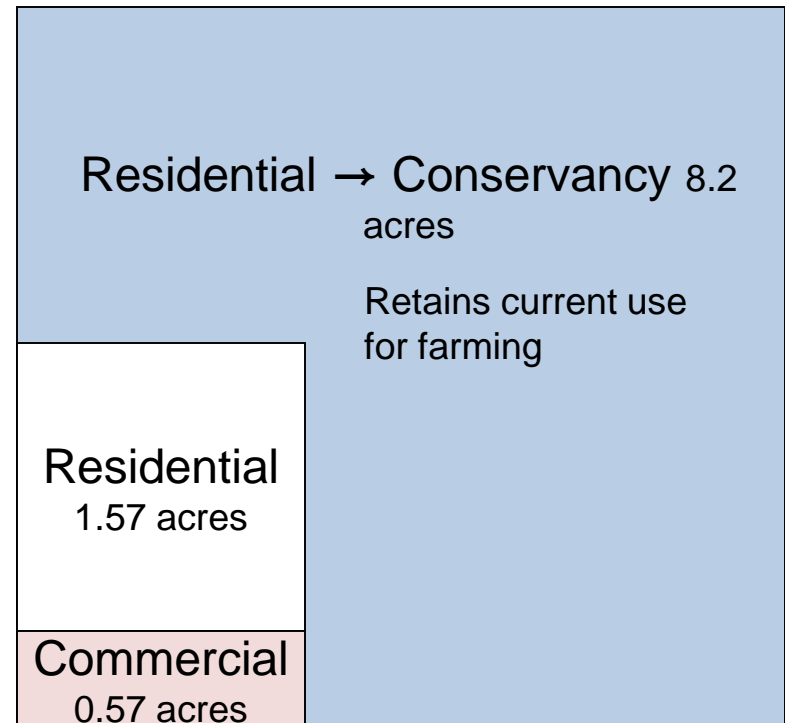 Residential → Conservancy 8.2
acres
Retains current use
for farming
Residential
1.57 acres
Commercial
0.57 acres